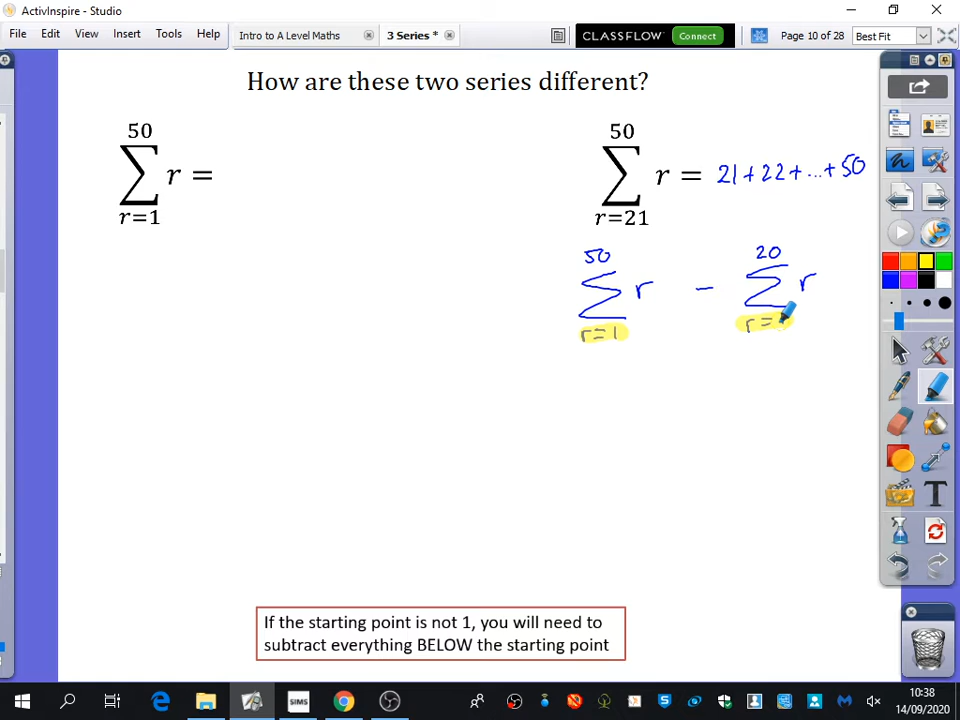 ActivInspire - Studio
File Edit View Insert Tools Help
Intro to A Level Maths
3 Series *
CLASSFLOW Connect
Page 10 of 28
Best Fit
How are these two series different?
50
∑ r =
r=1
50
∑ r = 21+22+...+50
r=21
50
∑ r
r=1
- 20
∑ r
r=
If the starting point is not 1, you will need to
subtract everything BELOW the starting point
SIMS
10:38
14/09/2020